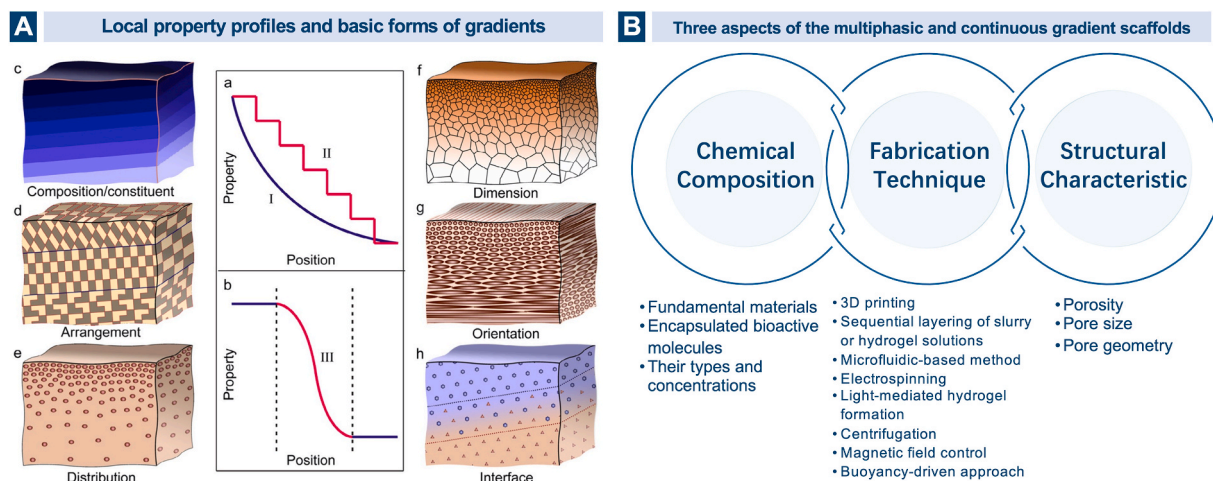 A
Local property profiles and basic forms of gradients
c
Composition/constituent
d
Arrangement
e
Distribution
a
Property
I
II
Position
b
Property
III
Position
f
Dimension
g
Orientation
h
Interface
B
Three aspects of the multiphasic and continuous gradient scaffolds
Chemical
Composition
Fabrication
Technique
Structural
Characteristic
•Fundamental materials
•Encapsulated bioactive
molecules
•Their types and
concentrations
• 3D printing
• Sequential layering of slurry
or hydrogel solutions
• Microfluidic-based method
• Electrospinning
• Light-mediated hydrogel
formation
• Centrifugation
• Magnetic field control
• Buoyancy-driven approach
• Porosity
• Pore size
• Pore geometry